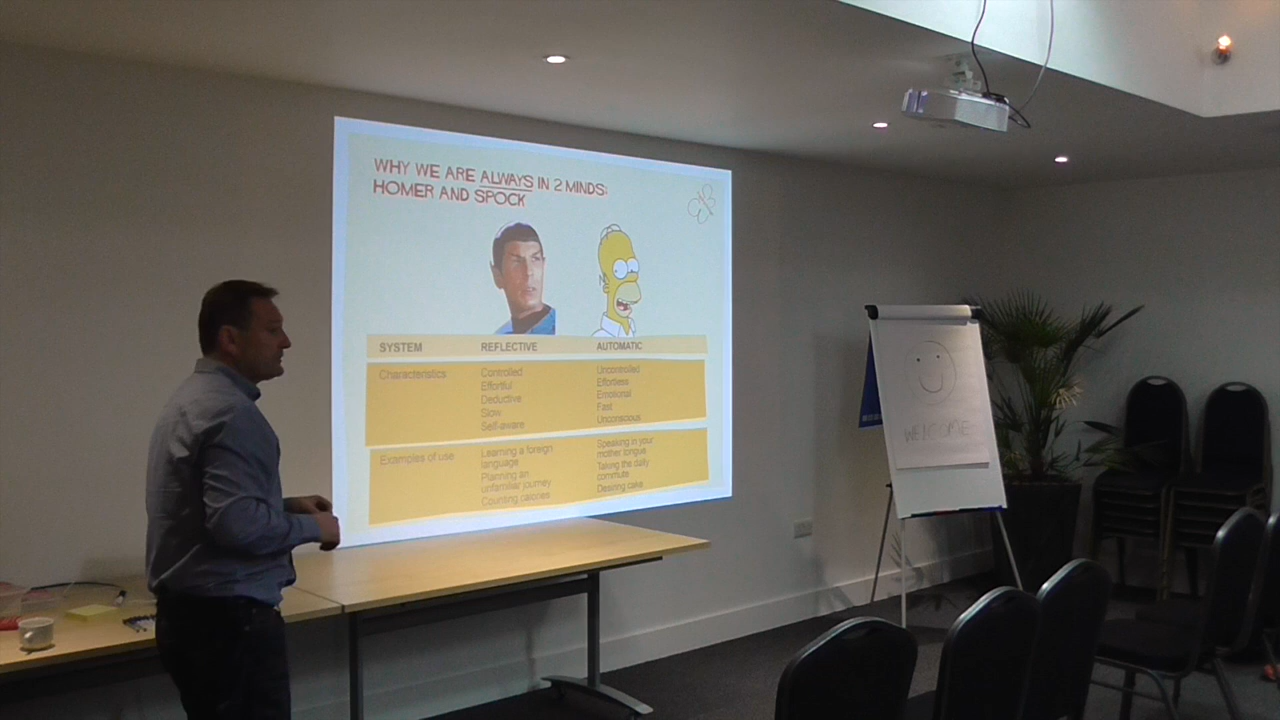 WHY WE ARE ALWAYS IN 2 MINDS:
HOMER AND SPOCK
SYSTEM REFLECTIVE AUTOMATIC
Characteristics Controlled Uncontrolled
Effortful Effortless
Deductive Emotional
Slow Fast
Self-aware Unconscious
Examples of use Learning a foreign Speaking in your
language mother tongue
Planning an Taking the daily
unfamiliar journey commute
Counting calories Desiring cake
WELCOME